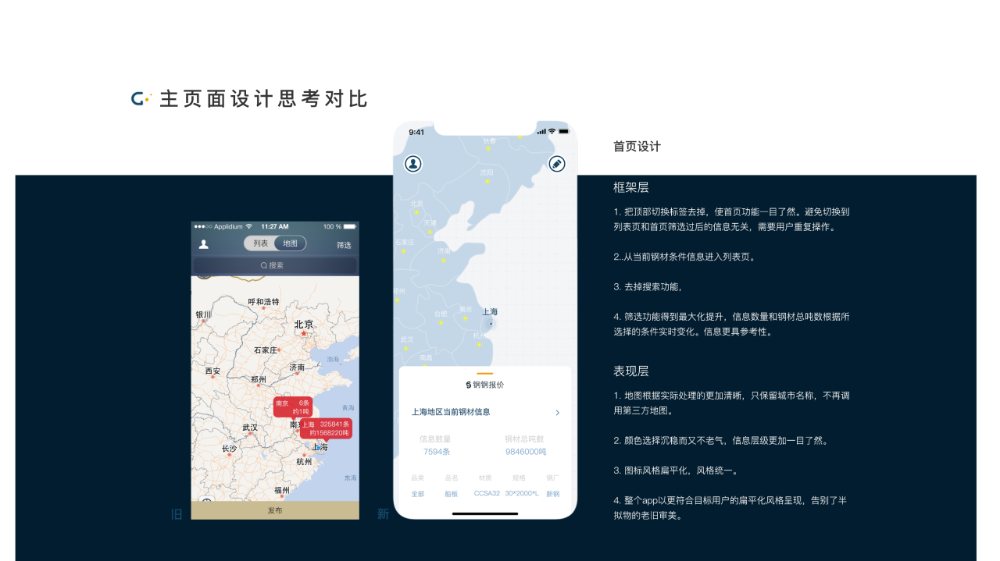 主页面设计思考对比
●●●○○ Applidium 11:27 AM 100 %
列表 地图 筛选
搜索
呼和浩特
银川
北京
石家庄
渤海
西安
济南
郑州
南京 6条
约1吨
黄海
武汉
南京
上海 325841条
约1568220吨
长沙
上海
杭州
东海
福州
发布
旧
新
9:41
长春
沈阳
北京
天津
石家庄
济南
郑州
上海
合肥
南京
杭州
武汉
南昌
钢钢报价
上海地区当前钢材信息
信息数量 钢材总吨数
7594条 9846000吨
品类 品名 材质 规格 钢厂
全部 船板 CCSA32 30*2000*L 新钢
首页设计
框架层
1. 把顶部切换标签去掉，使首页功能一目了然。避免切换到
列表页和首页筛选过后的信息无关，需要用户重复操作。
2..从当前钢材条件信息进入列表页。
3. 去掉搜索功能，
4. 筛选功能得到最大化提升，信息数量和钢材总吨数根据所
选择的条件实时变化。信息更具参考性。
表现层
1. 地图根据实际处理的更加清晰，只保留城市名称，不再调
用第三方地图。
2. 颜色选择沉稳而又不老气，信息层级更加一目了然。
3. 图标风格扁平化，风格统一。
4. 整个app以更符合目标用户的扁平化风格呈现，告别了半
拟物的老旧审美。